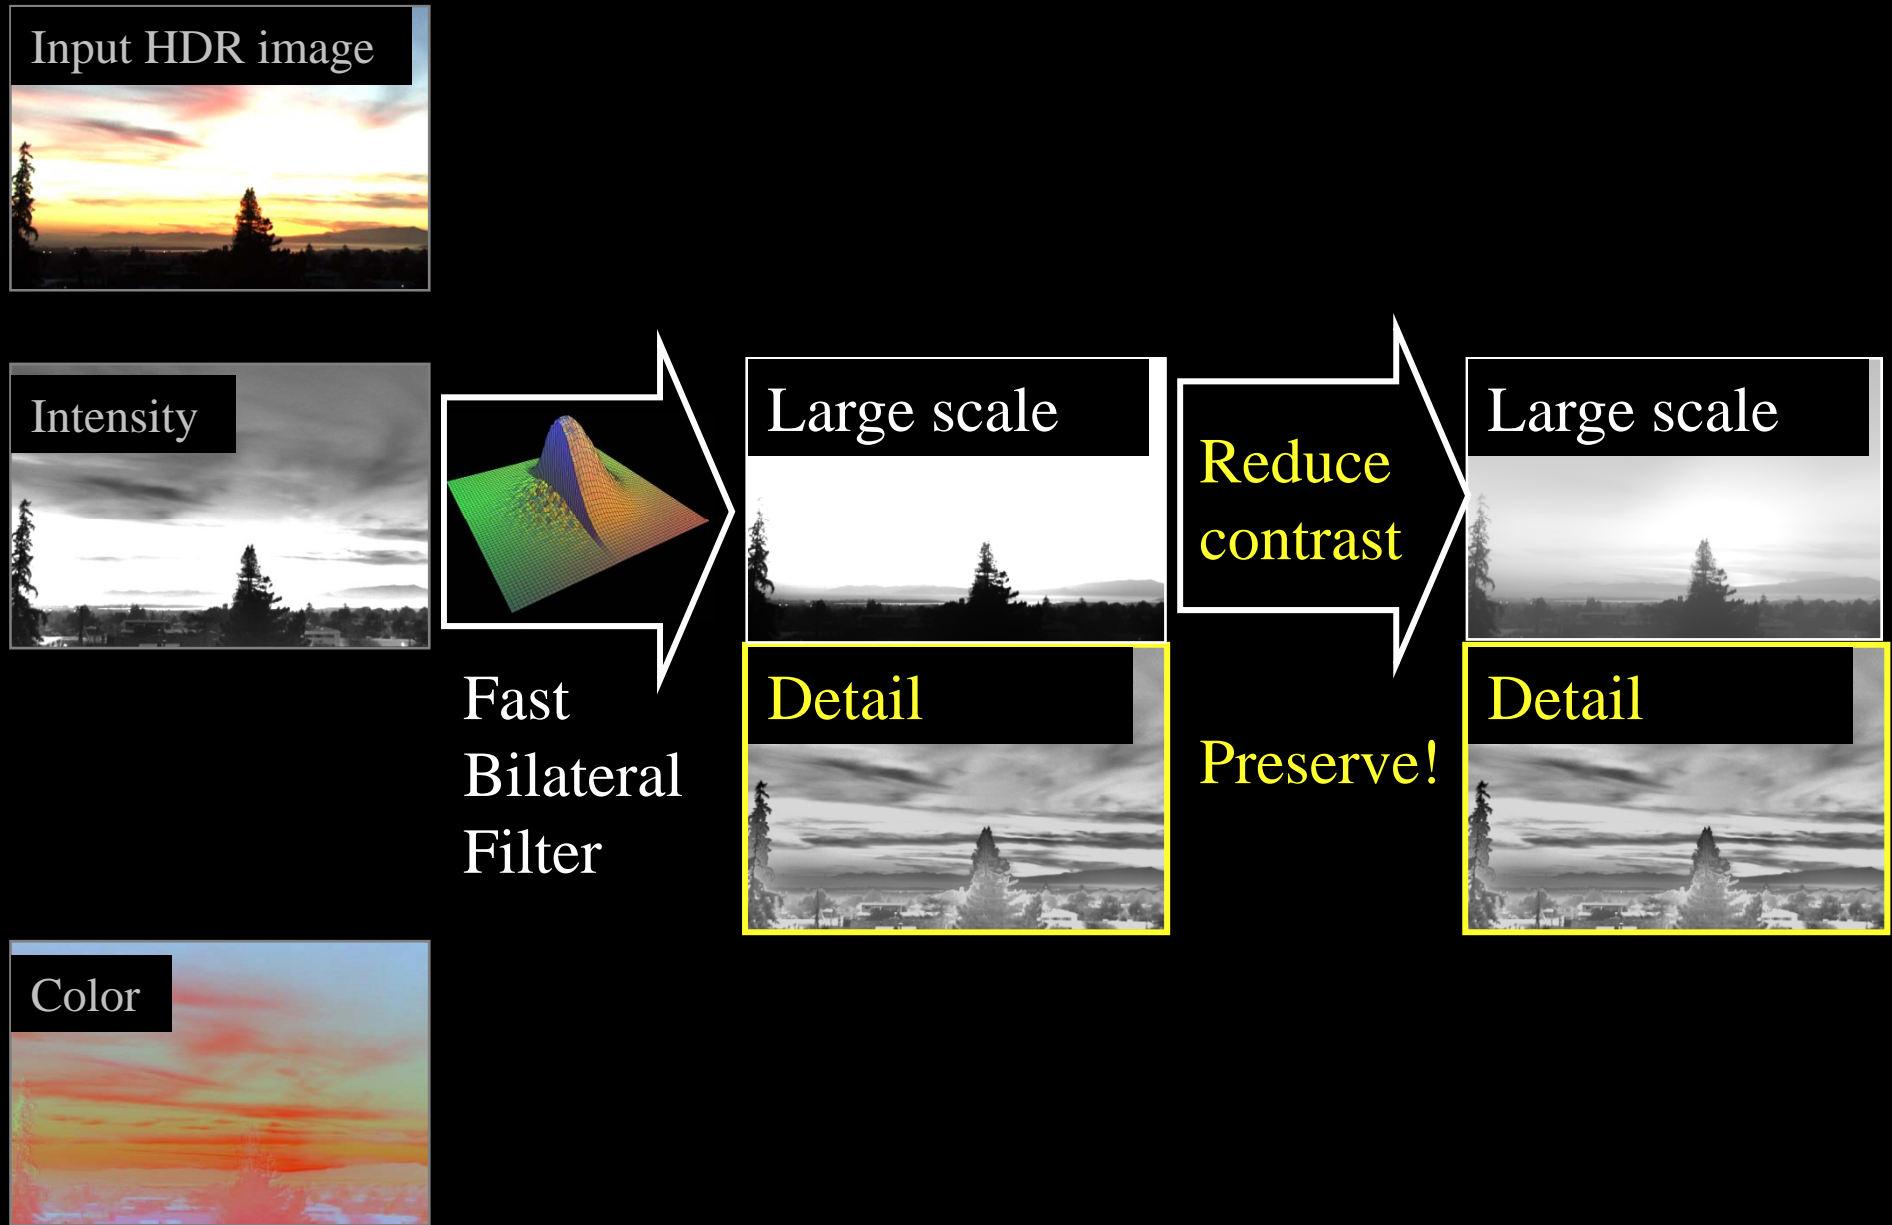 Input HDR image
Intensity
Large scale
Reduce
contrast
Large scale
Fast
Bilateral
Filter
Detail
Preserve!
Detail
Color